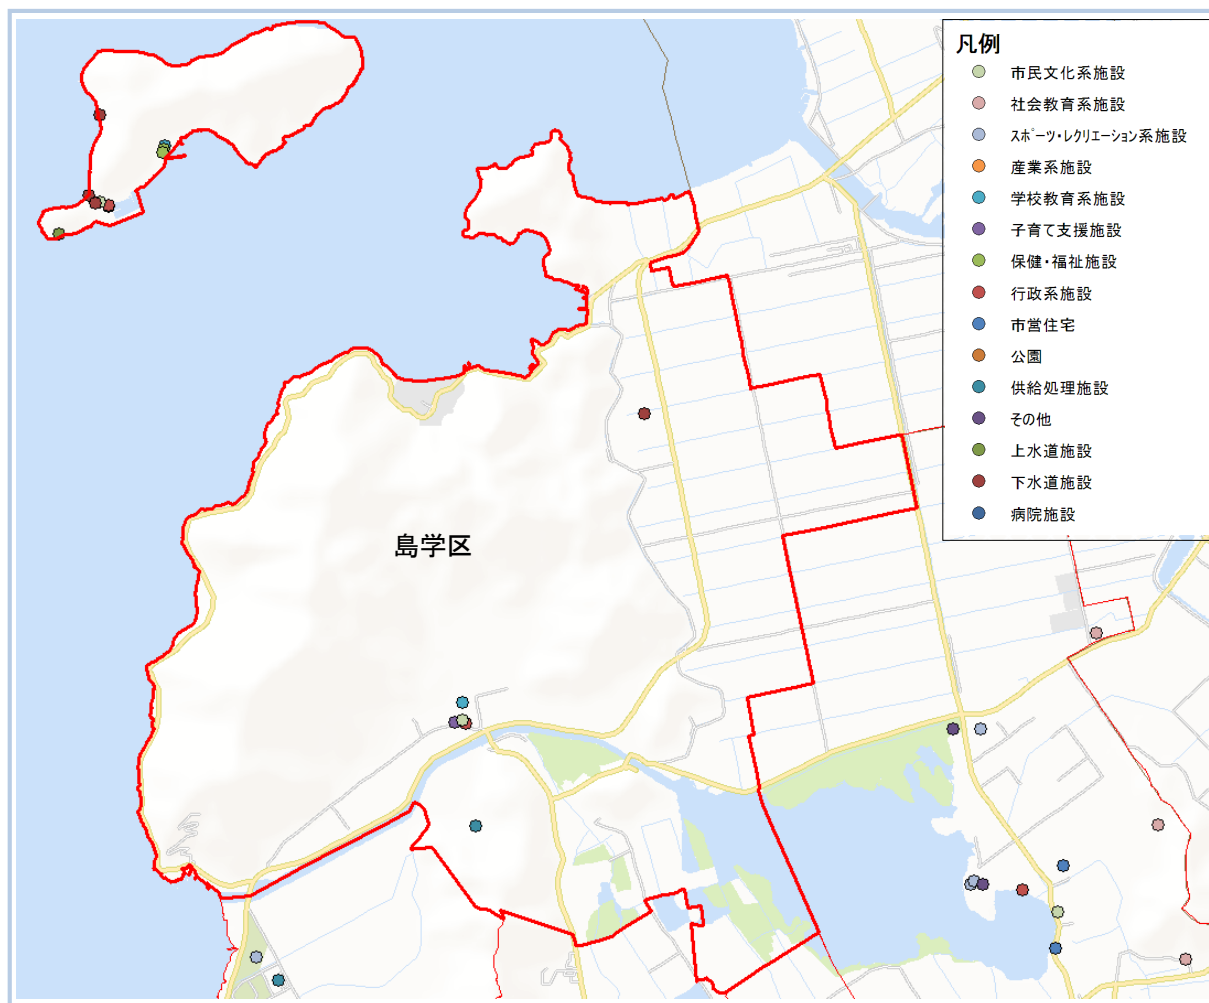 凡例
市民文化系施設
社会教育系施設
ｽﾎﾟｰﾂ・ﾚｸﾘｴｰｼｮﾝ系施設
産業系施設
学校教育系施設
子育て支援施設
保健・福祉施設
行政系施設
市営住宅
公園
供給処理施設
その他
上水道施設
下水道施設
病院施設
島学区